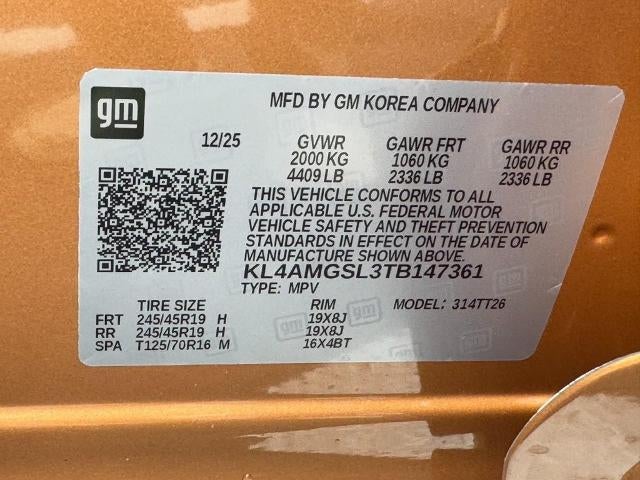 gm
MFD BY GM KOREA COMPANY
12/25 GVWR GAWR FRT GAWR RR
2000 KG 1060 KG 1060 KG
4409 LB 2336 LB 2336 LB
THIS VEHICLE CONFORMS TO ALL
APPLICABLE U.S. FEDERAL MOTOR
VEHICLE SAFETY AND THEFT PREVENTION
STANDARDS IN EFFECT ON THE DATE OF
MANUFACTURE SHOWN ABOVE.
KL4AMGSL3TB147361
TYPE: MPV
TIRE SIZE RIM MODEL: 314TT26
FRT 245/45R19 H 19X8J
RR 245/45R19 H 19X8J
SPA T125/70R16 M 16X4BT